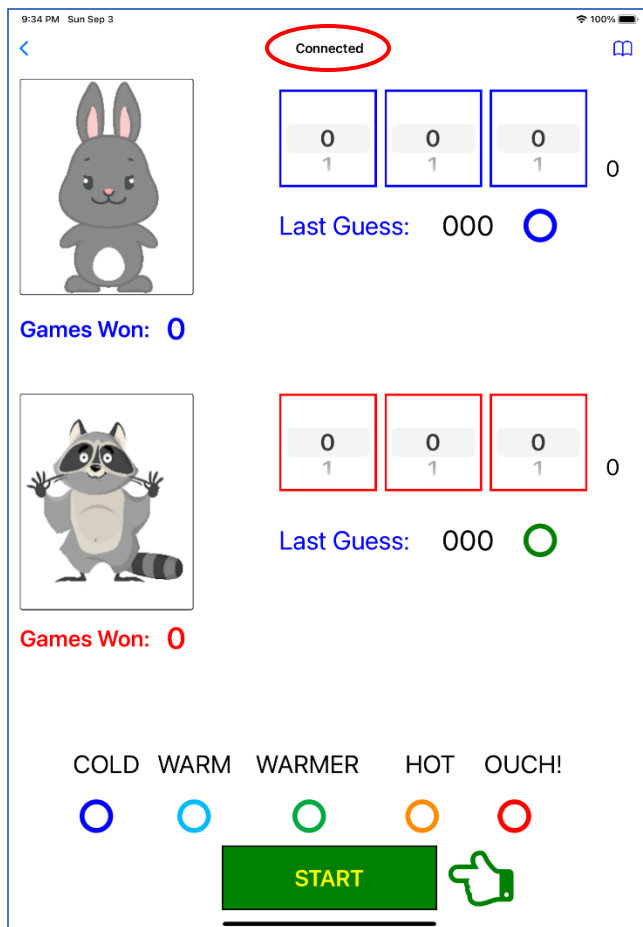 9:34 PM Sun Sep 3 100%
Connected
0 0 0
1 1 1
0
Last Guess: 000
Games Won: 0
0 0 0
1 1 1
0
Last Guess: 000
Games Won: 0
COLD WARM WARMER HOT OUCH!
START